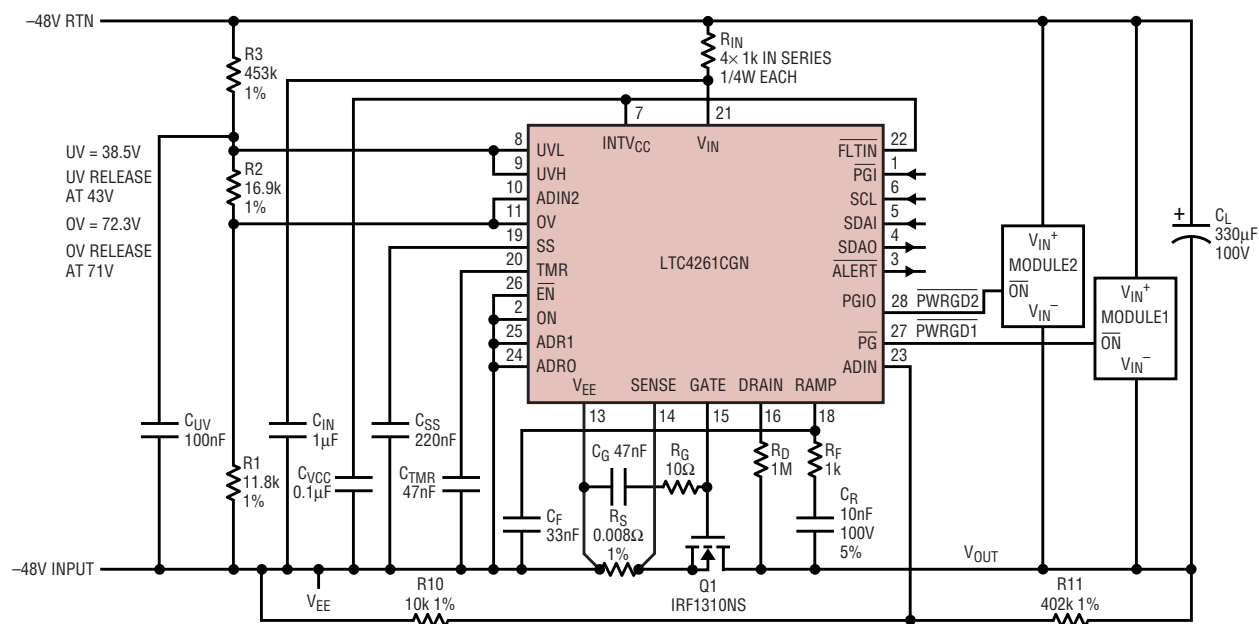 –48V RTN
R3
453k
1%
RIN
4× 1k IN SERIES
1/4W EACH
UV = 38.5V
UV RELEASE
AT 43V
OV = 72.3V
OV RELEASE
AT 71V
R2
16.9k
1%
8
9
10
11
19
20
26
2
25
24
7
21
UVL
UVH
ADIN2
OV
SS
TMR
EN
ON
ADR1
ADR0
INTVCC
VIN
LTC4261CGN
FLTIN
PGI
SCL
SDAI
SDAO
ALERT
PGIO
PG
ADIN
22
1
6
5
4
3
28
27
23
PWRGD2
PWRGD1
VIN+
MODULE2
ON
VIN–
VIN+
MODULE1
ON
VIN–
+
CL
330µF
100V
VEE
SENSE
GATE
DRAIN
RAMP
13
14
15
16
18
CUV
100nF
R1
11.8k
1%
CIN
1µF
CVCC
0.1µF
CSS
220nF
CTMR
47nF
CG 47nF
RG
10Ω
RS
0.008Ω
1%
CF
33nF
RD
1M
RF
1k
CR
10nF
100V
5%
–48V INPUT
VEE
R10
10k 1%
Q1
IRF1310NS
VOUT
R11
402k 1%